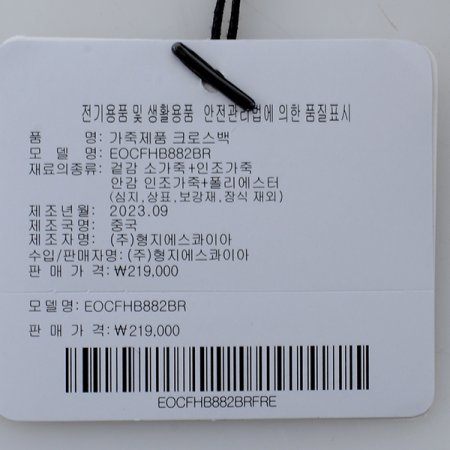 전기용품 및 생활용품 안전관리법에 의한 품질표시
품 명: 가죽제품 크로스백
모 델 명: EOCFHB882BR
재료의종류: 겉감 소가죽+인조가죽
안감 인조가죽+폴리에스터
(심지,상표,보강재,장식 제외)
제조년월: 2023.09
제조국명: 중국
제조자명: (주)형지에스콰이아
수입/판매자명: (주)형지에스콰이아
판 매 가 격: ₩219,000
모델명: EOCFHB882BR
판 매 가 격: ₩219,000
EOCFHB882BRFRE